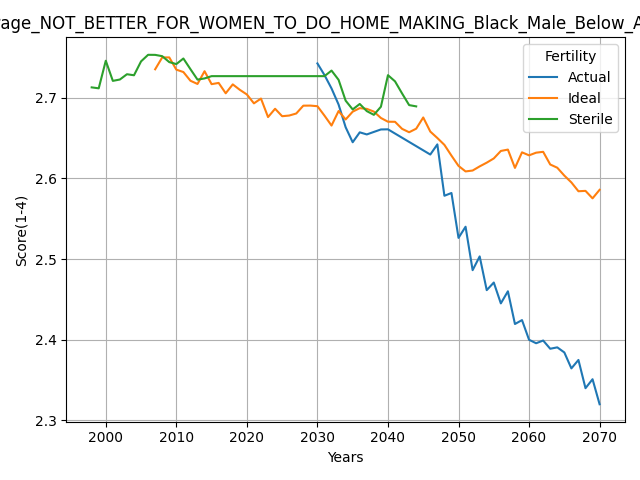 rage_NOT_BETTER_FOR_WOMEN_TO_DO_HOME_MAKING_Black_Male_Below_A
Fertility
Actual
Ideal
Sterile
Score(1-4)
2.7
2.6
2.5
2.4
2.3
2000 2010 2020 2030 2040 2050 2060 2070
Years